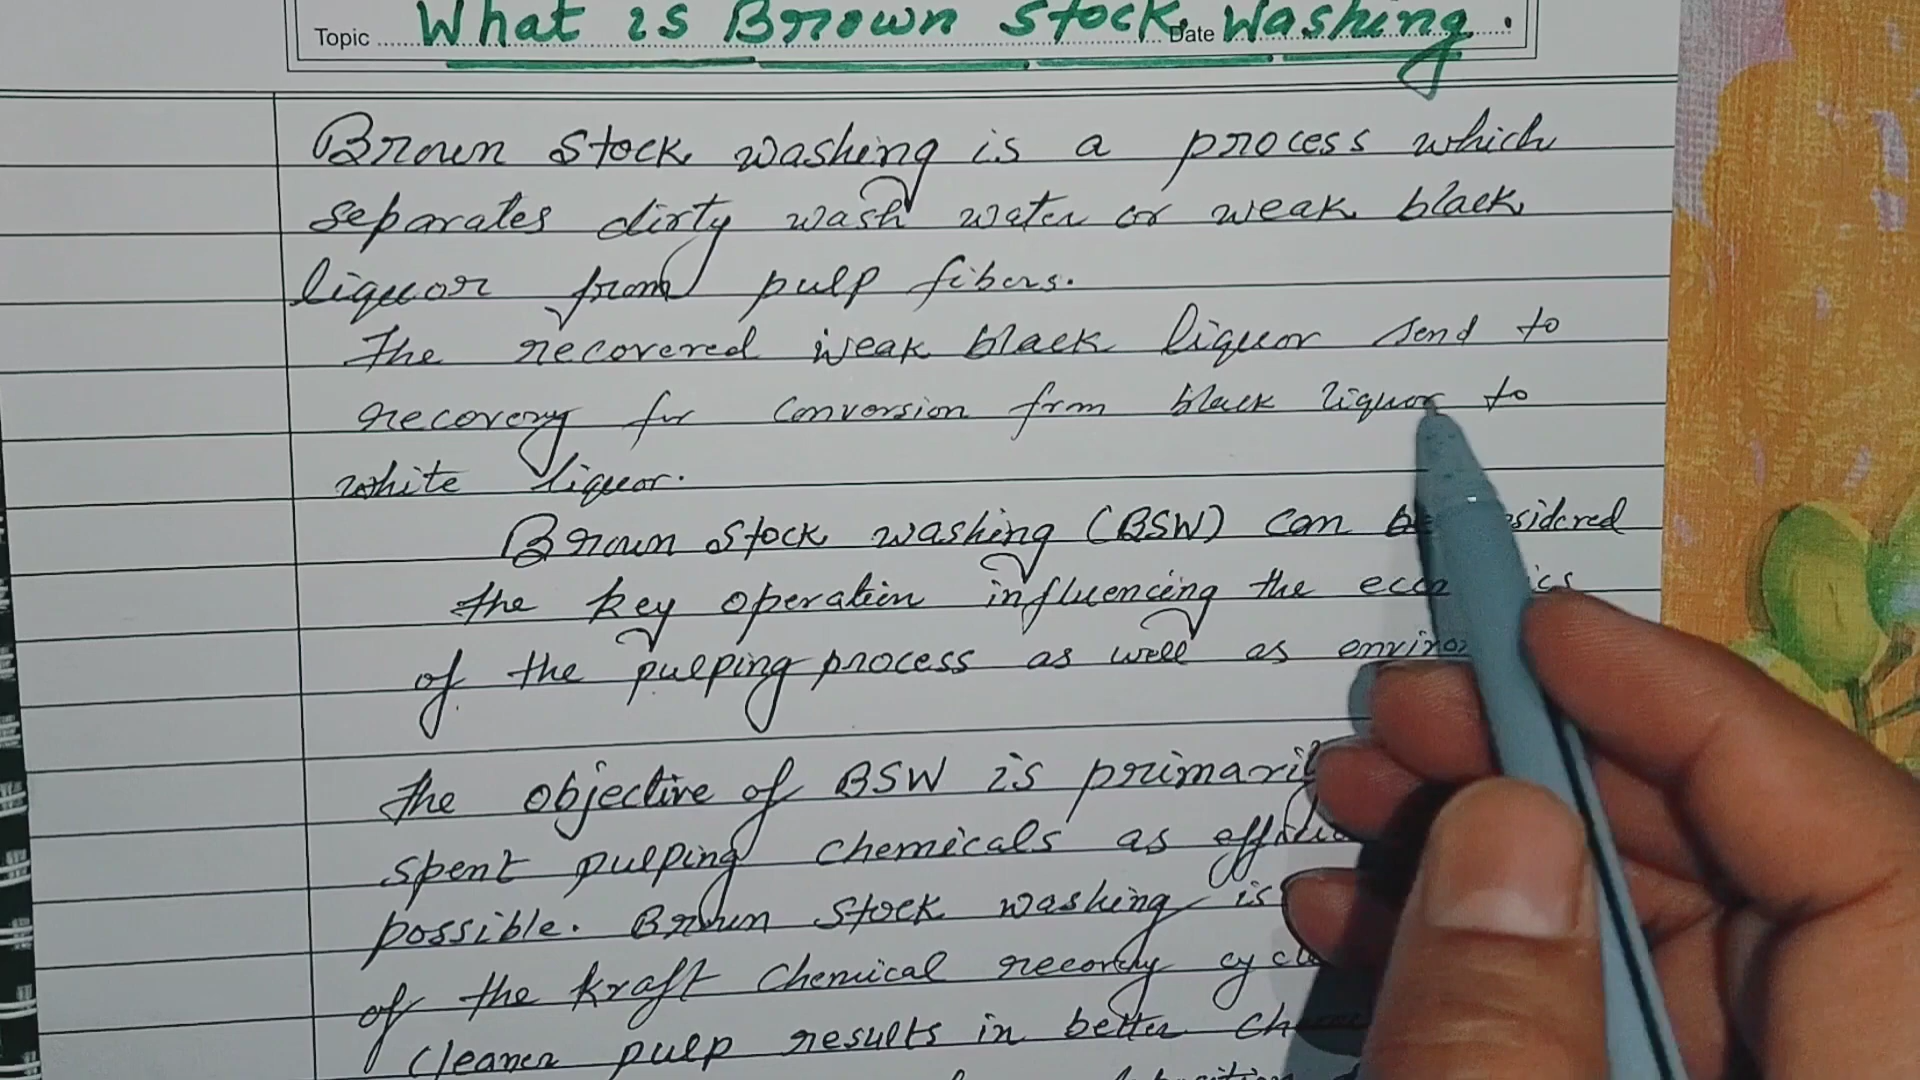 Topic What is Brown Stock Date Washing.
Brown Stock washing is a process which
separates dirty wash water or weak black
liquor from pulp fibers.
The recovered weak black liquor send to
recovery for conversion from black liquor to
white liquor.
Brown stock washing (BSW) can be
the key operation influencing the
of the pulping process as well as
The objective of BSW is
spent pulping chemicals as
possible. Brown stock washing is
of the kraft chemical recovery
cleaner pulp results in better